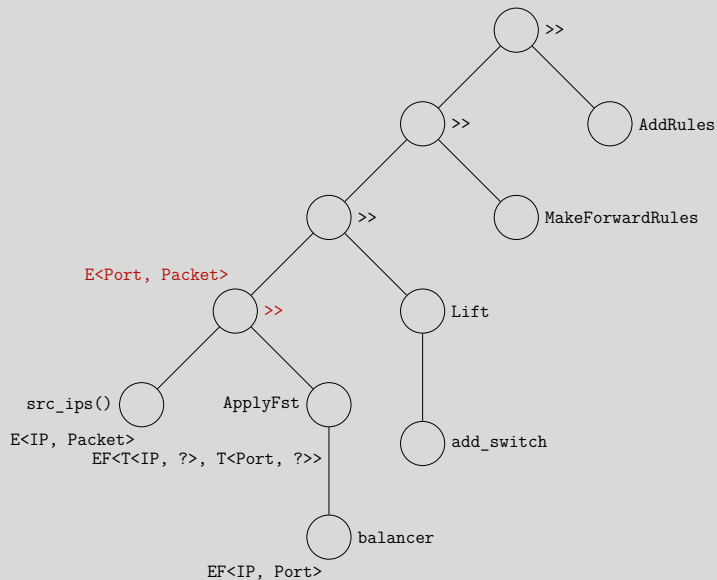 >>
>>
AddRules
>>
MakeForwardRules
E<Port, Packet>
>>
Lift
src_ips()
ApplyFst
E<IP, Packet>
add_switch
EF<T<IP, ?>, T<Port, ?>>
balancer
EF<IP, Port>